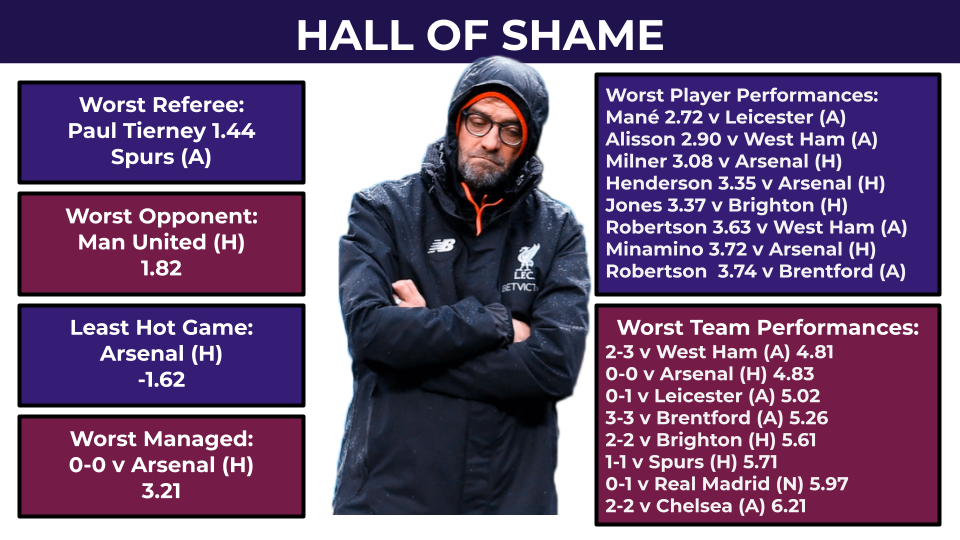 HALL OF SHAME
Worst Referee:
Paul Tierney 1.44
Spurs (A)
Worst Opponent:
Man United (H)
1.82
Least Hot Game:
Arsenal (H)
-1.62
Worst Managed:
0-0 v Arsenal (H)
3.21
NB
L.F.C.
BETVICT
Worst Player Performances:
Mané 2.72 v Leicester (A)
Alisson 2.90 v West Ham (A)
Milner 3.08 v Arsenal (H)
Henderson 3.35 v Arsenal (H)
Jones 3.37 v Brighton (H)
Robertson 3.63 v West Ham (A)
Minamino 3.72 v Arsenal (H)
Robertson  3.74 v Brentford (A)
Worst Team Performances:
2-3 v West Ham (A) 4.81
0-0 v Arsenal (H) 4.83
0-1 v Leicester (A) 5.02
3-3 v Brentford (A) 5.26
2-2 v Brighton (H) 5.61
1-1 v Spurs (H) 5.71
0-1 v Real Madrid (N) 5.97
2-2 v Chelsea (A) 6.21